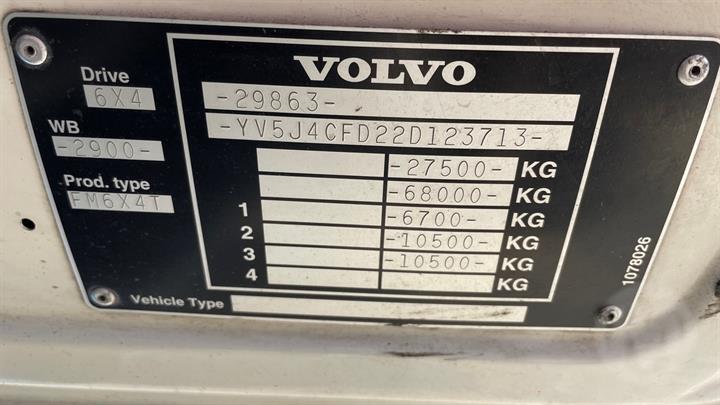 VOLVO
Drive
6X4
WB
-2900-
Prod. type
FM6X4T
-29863-
-YV5J4CFD22D123713-
-27500- KG
-68000- KG
1 -6700- KG
2 -10500- KG
3 -10500- KG
4 KG
Vehicle Type
1078026